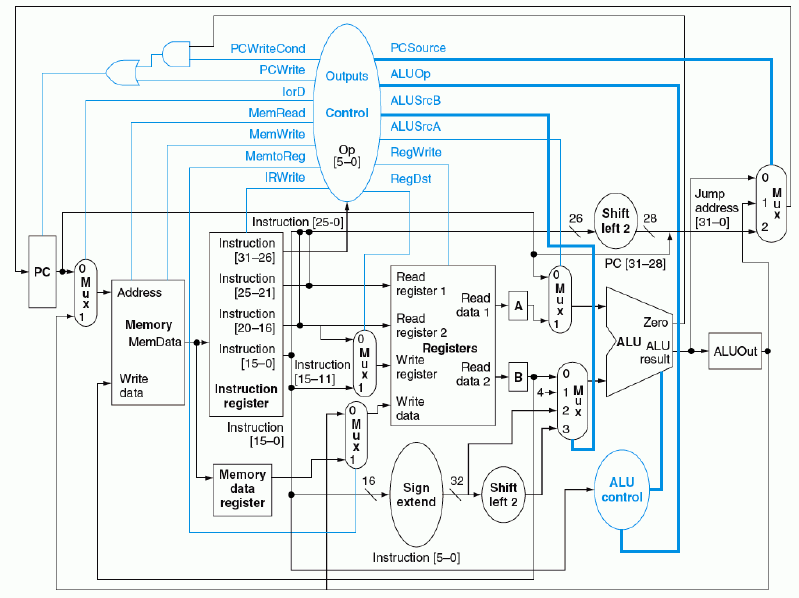 PCWriteCond
PCWrite
IorD
MemRead
MemWrite
MemtoReg
IRWrite
Outputs
Control
Op
[5–0]
PCSource
ALUOp
ALUSrcB
ALUSrcA
RegWrite
RegDst
Instruction [25-0]
26
Shift
left 2
28
Jump
address
[31–0]
PC [31–28]
0
1
2
M
u
x
PC
0
M
u
x
1
Address
Memory
MemData
Write
data
Instruction
[31–26]
Instruction
[25–21]
Instruction
[20–16]
Instruction
[15–0]
Instruction
register
Instruction
[15–0]
Instruction
[15–11]
Memory
data
register
0
M
u
x
1
0
M
u
x
1
Read
register 1
Read
register 2
Registers
Write
register
Write
data
Read
data 1
Read
data 2
A
B
0
M
u
x
1
4
0
1
2
3
M
u
x
Zero
ALU
ALU
result
ALUOut
16
Sign
extend
32
Shift
left 2
ALU
control
Instruction [5–0]